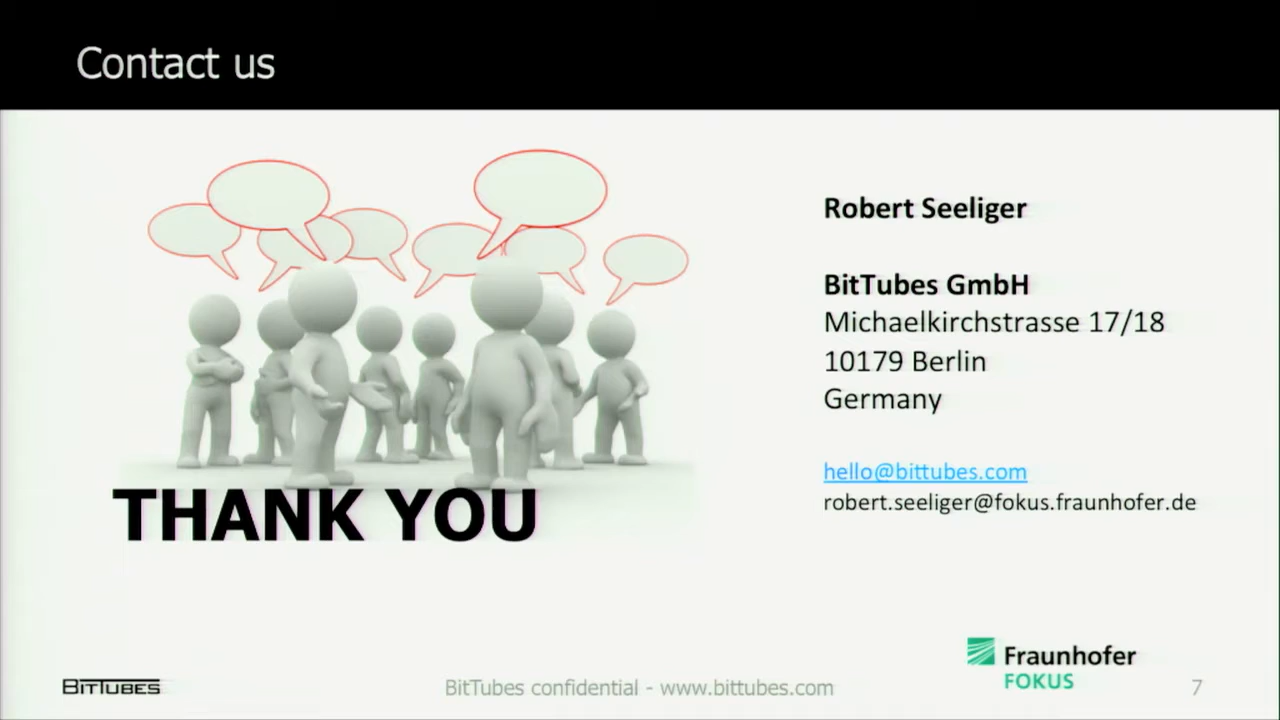 Contact us
THANK YOU
Robert Seeliger
BitTubes GmbH
Michaelkirchstrasse 17/18
10179 Berlin
Germany
hello@bittubes.com
robert.seeliger@fokus.fraunhofer.de
BITTUBES
BitTubes confidential - www.bittubes.com
Fraunhofer
FOKUS
7